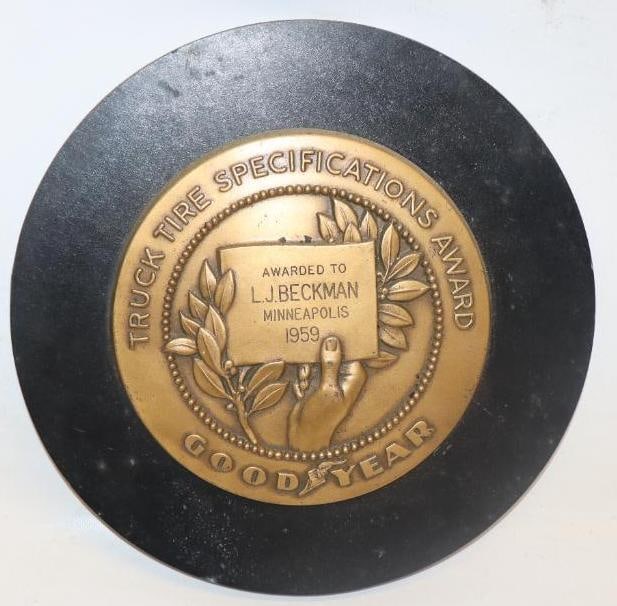 TRUCK TIRE SPECIFICATIONS AWARD
AWARDED TO
L.J.BECKMAN
MINNEAPOLIS
1959
GOODYEAR